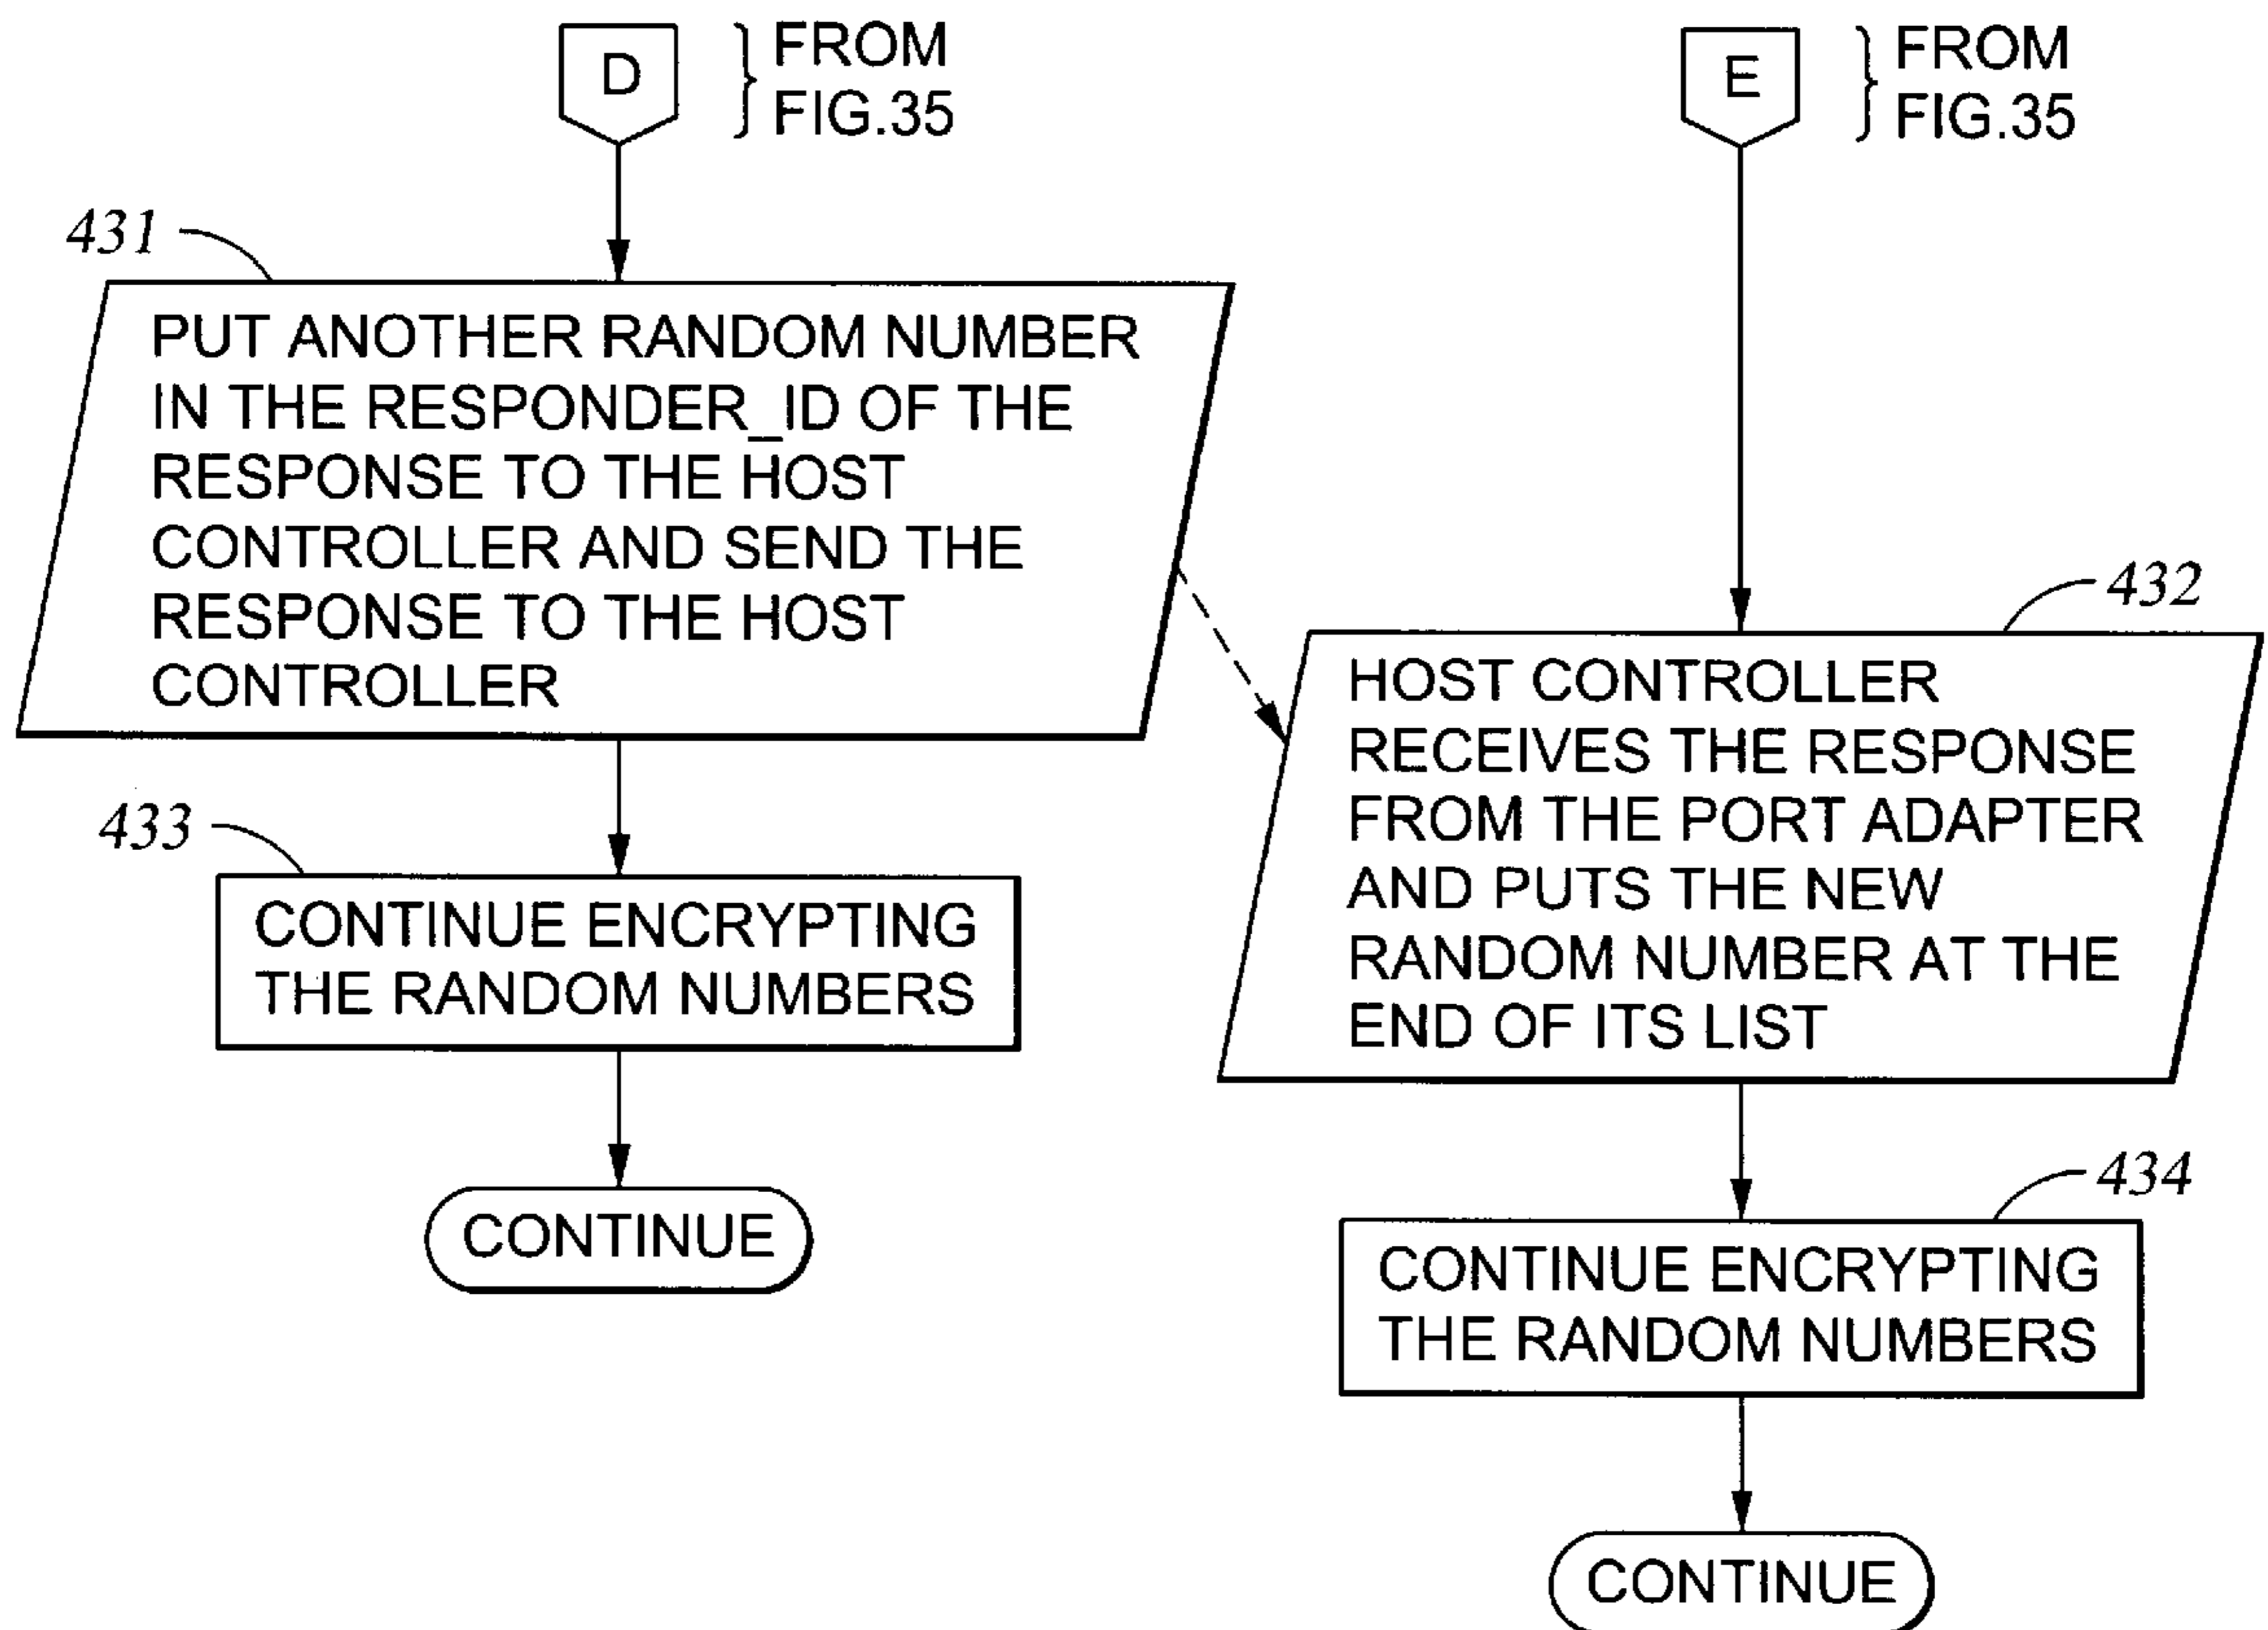 D
FROM
FIG.35
431
PUT ANOTHER RANDOM NUMBER
IN THE RESPONDER_ID OF THE
RESPONSE TO THE HOST
CONTROLLER AND SEND THE
RESPONSE TO THE HOST
CONTROLLER
433
CONTINUE ENCRYPTING
THE RANDOM NUMBERS
CONTINUE
E
FROM
FIG.35
432
HOST CONTROLLER
RECEIVES THE RESPONSE
FROM THE PORT ADAPTER
AND PUTS THE NEW
RANDOM NUMBER AT THE
END OF ITS LIST
434
CONTINUE ENCRYPTING
THE RANDOM NUMBERS
CONTINUE